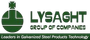 LYSAGHT
GROUP OF COMPANIES
Leaders in Galvanized Steel Products Technology